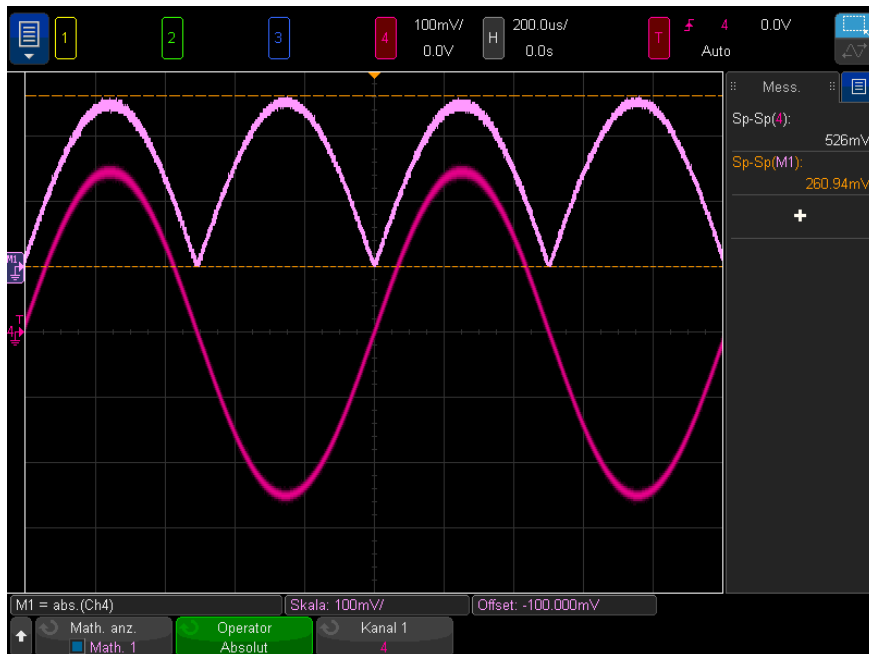 1
2
3
4
100mV/
0.0V
H
200.0us/
0.0s
T
4
0.0V
Auto
Mess.
Sp-Sp(4):
526mV
Sp-Sp(M1):
260.94mV
+
M1
T
4
M1 = abs.(Ch4)
Skala: 100mV/
Offset: -100.000mV
Math. anz.
Math. 1
Operator
Absolut
Kanal 1
4